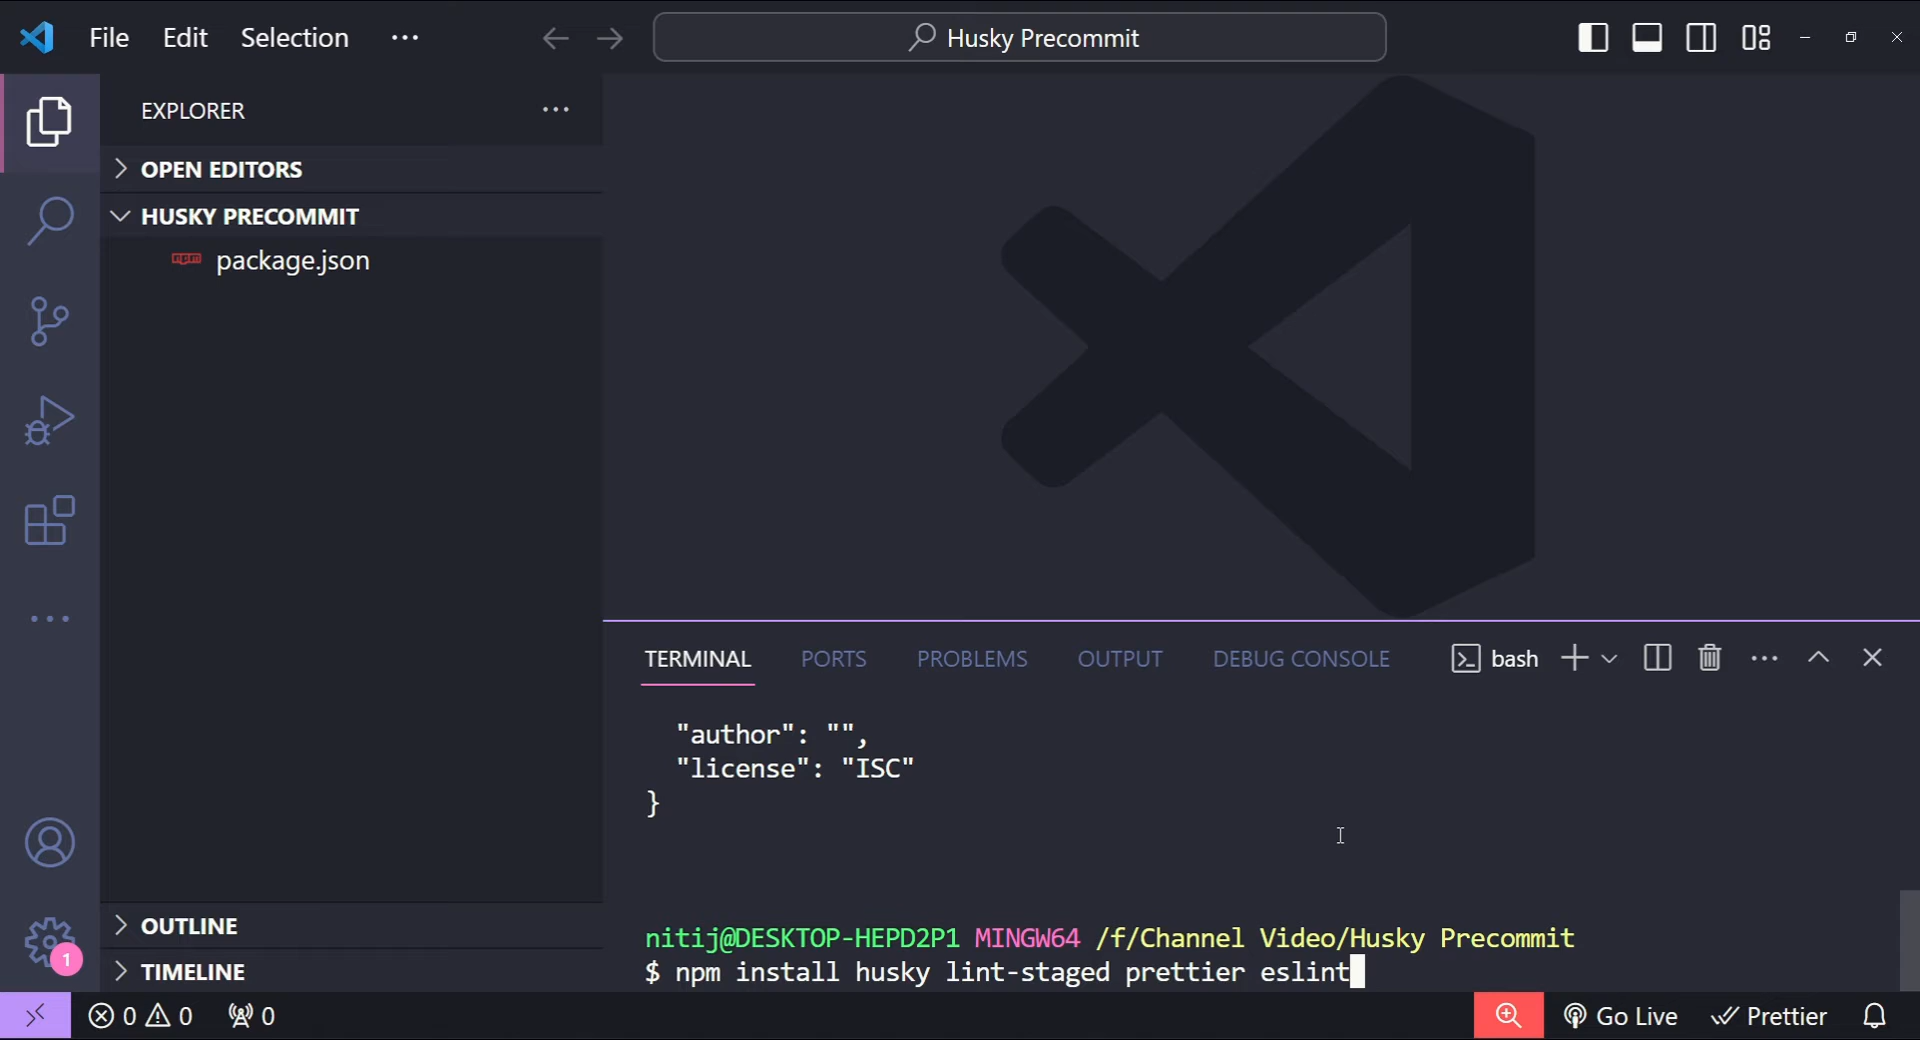 File Edit Selection ···
Husky Precommit
EXPLORER ···
OPEN EDITORS
HUSKY PRECOMMIT
npm package.json
TERMINAL PORTS PROBLEMS OUTPUT DEBUG CONSOLE bash
"author": "",
"license": "ISC"
}
nitij@DESKTOP-HEPD2P1 MINGW64 /f/Channel Video/Husky Precommit
$ npm install husky lint-staged prettier eslint
OUTLINE
TIMELINE
1
0 0 0 Go Live Prettier